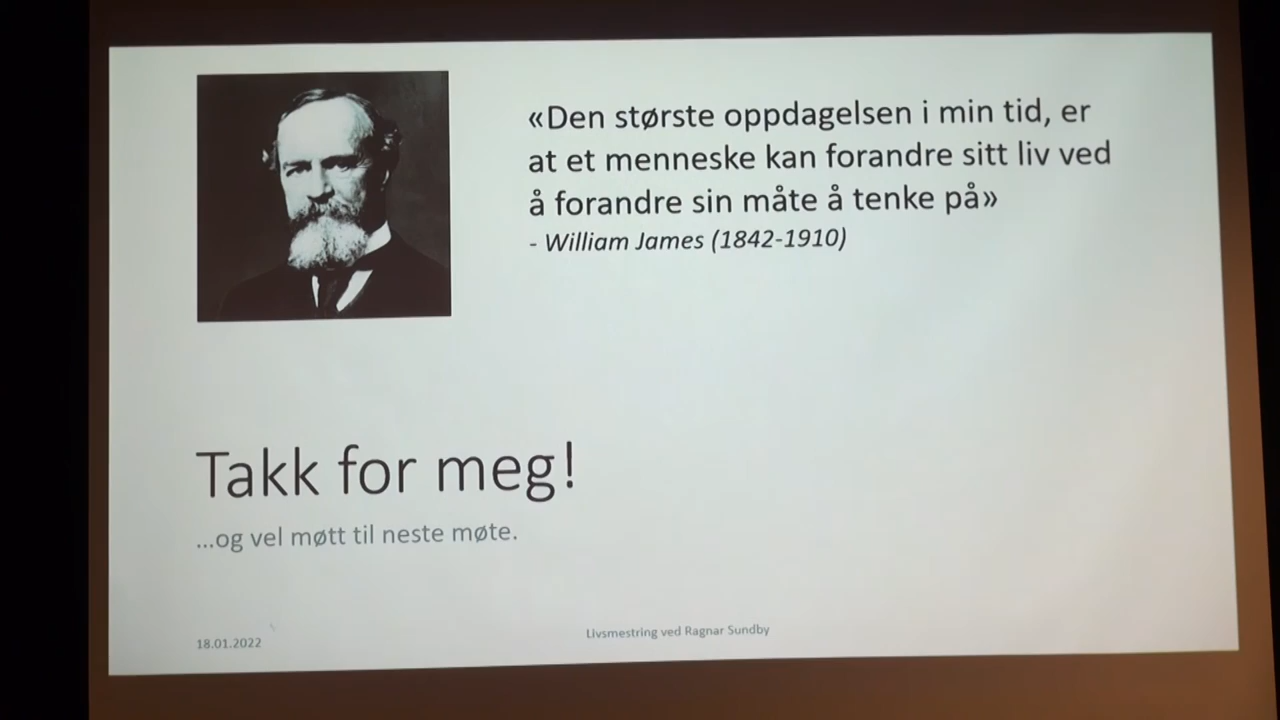 «Den største oppdagelsen i min tid, er
at et menneske kan forandre sitt liv ved
å forandre sin måte å tenke på»
- William James (1842-1910)
Takk for meg!
...og vel møtt til neste møte.
18.01.2022
Livsmestring ved Ragnar Sundby